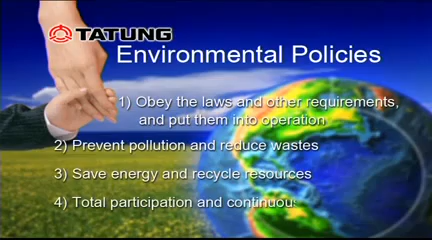 TATUNG
Environmental Policies
1) Obey the laws and other requirements,
and put them into operation
2) Prevent pollution and reduce wastes
3) Save energy and recycle resources
4) Total participation and continuous